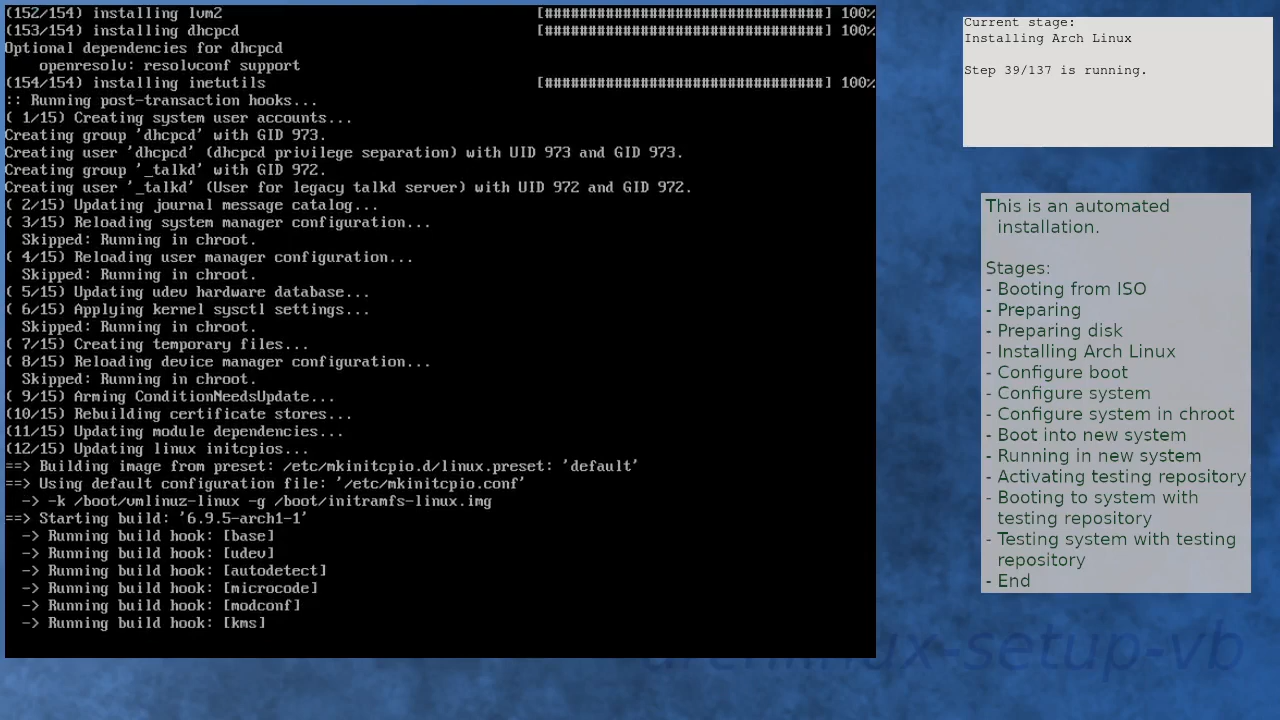 (152/154) installing lvm2 [################################] 100%
(153/154) installing dhcpcd [################################] 100%
Optional dependencies for dhcpcd
openresolv: resolvconf support
(154/154) installing inetutils [################################] 100%
:: Running post-transaction hooks...
( 1/15) Creating system user accounts...
Creating group 'dhcpcd' with GID 973.
Creating user 'dhcpcd' (dhcpcd privilege separation) with UID 973 and GID 973.
Creating group '_talkd' with GID 972.
Creating user '_talkd' (User for legacy talkd server) with UID 972 and GID 972.
( 2/15) Updating journal message catalog...
( 3/15) Reloading system manager configuration...
Skipped: Running in chroot.
( 4/15) Reloading user manager configuration...
Skipped: Running in chroot.
( 5/15) Updating udev hardware database...
( 6/15) Applying kernel sysctl settings...
Skipped: Running in chroot.
( 7/15) Creating temporary files...
( 8/15) Reloading device manager configuration...
Skipped: Running in chroot.
( 9/15) Arming ConditionNeedsUpdate...
(10/15) Rebuilding certificate stores...
(11/15) Updating module dependencies...
(12/15) Updating linux initcpios...
==> Building image from preset: /etc/mkinitcpio.d/linux.preset: 'default'
==> Using default configuration file: '/etc/mkinitcpio.conf'
-> -k /boot/vmlinuz-linux -g /boot/initramfs-linux.img
==> Starting build: '6.9.5-arch1-1'
-> Running build hook: [base]
-> Running build hook: [udev]
-> Running build hook: [autodetect]
-> Running build hook: [microcode]
-> Running build hook: [modconf]
-> Running build hook: [kms]
Current stage:
Installing Arch Linux
Step 39/137 is running.
This is an automated
installation.
Stages:
- Booting from ISO
- Preparing
- Preparing disk
- Installing Arch Linux
- Configure boot
- Configure system
- Configure system in chroot
- Boot into new system
- Running in new system
- Activating testing repository
- Booting to system with
testing repository
- Testing system with testing
repository
- End
archlinux-setup-vb